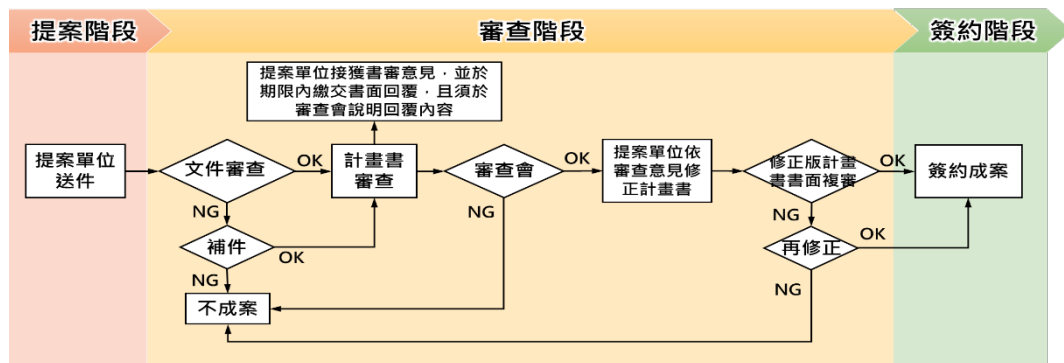 提案階段
審查階段
簽約階段
提案單位接獲書審意見，並於
期限內繳交書面回覆，且須於
審查會說明回覆內容
提案單位
送件
文件審查
OK
計畫書
審查
審查會
OK
提案單位依
審查意見修
正計畫書
修正版計畫
書書面複審
OK
簽約成案
NG
補件
OK
NG
NG
再修正
OK
NG
NG
不成案